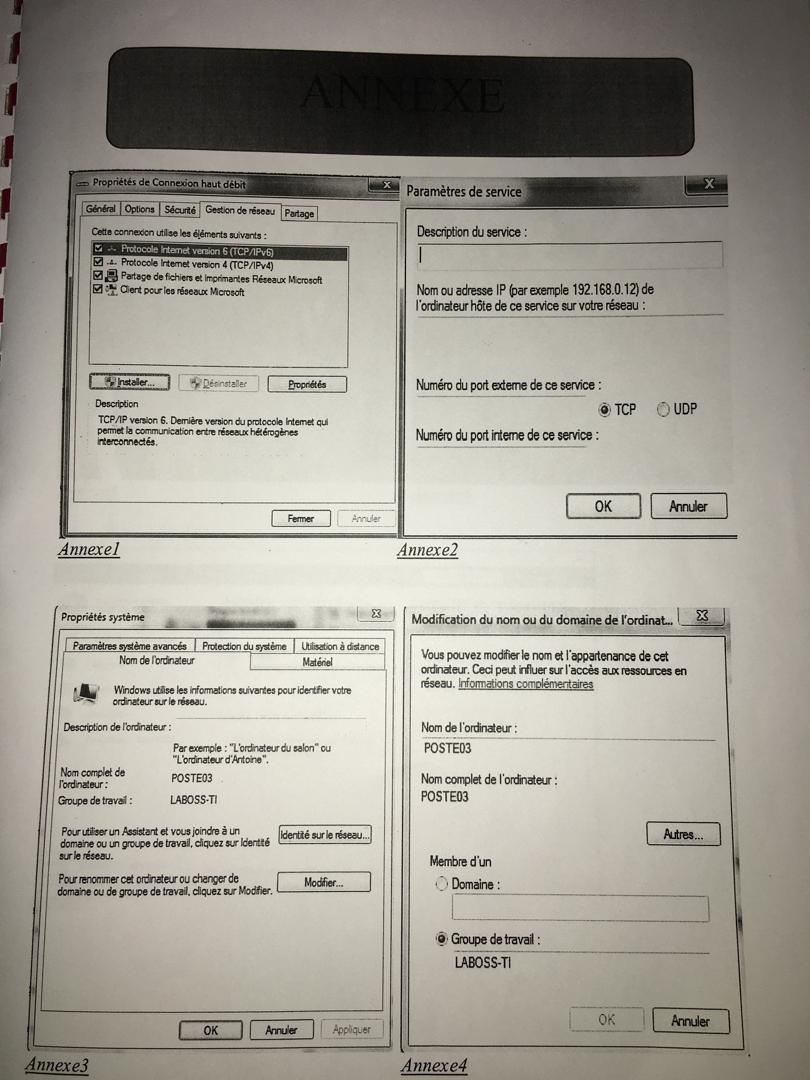 ANNEXE
Propriétés de Connexion haut débit
Général Options Sécurité Gestion de réseau Partage
Cette connexion utilise les éléments suivants :
Protocole Internet version 6 (TCP/IPv6)
Protocole Internet version 4 (TCP/IPv4)
Partage de fichiers et imprimantes Réseaux Microsoft
Client pour les réseaux Microsoft
Installer... Désinstaller Propriétés
Description
TCP/IP version 6. Dernière version du protocole Internet qui
permet la communication entre réseaux hétérogènes
interconnectés.
Fermer Annuler
Annexe1
Paramètres de service X
Description du service :
Nom ou adresse IP (par exemple 192.168.0.12) de
l'ordinateur hôte de ce service sur votre réseau :
Numéro du port externe de ce service :
TCP UDP
Numéro du port interne de ce service :
OK Annuler
Annexe2
Propriétés système
Paramètres système avancés Protection du système Utilisation à distance
Nom de l'ordinateur Matériel
Windows utilise les informations suivantes pour identifier votre
ordinateur sur le réseau.
Description de l'ordinateur :
Par exemple : "L'ordinateur du salon" ou
"L'ordinateur d'Antoine".
Nom complet de
l'ordinateur : POSTE03
Groupe de travail : LABOSS-TI
Pour utiliser un Assistant et vous joindre à un
domaine ou un groupe de travail, cliquez sur Identité
sur le réseau.
Identité sur le réseau...
Pour renommer cet ordinateur ou changer de
domaine ou de groupe de travail, cliquez sur Modifier.
Modifier...
OK Annuler Appliquer
Annexe3
Modification du nom ou du domaine de l'ordinat...
Vous pouvez modifier le nom et l'appartenance de cet
ordinateur. Ceci peut influer sur l'accès aux ressources en
réseau. Informations complémentaires
Nom de l'ordinateur :
POSTE03
Nom complet de l'ordinateur :
POSTE03
Autres...
Membre d'un
Domaine :
Groupe de travail :
LABOSS-TI
OK Annuler
Annexe4